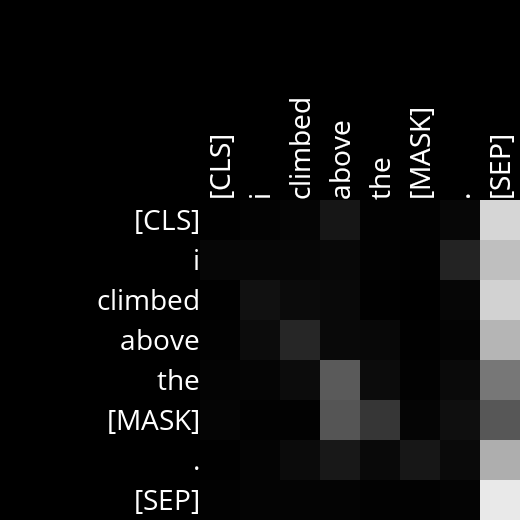 [CLS]
i
climbed
above
the
[MASK]
.
[SEP]
[CLS]
i
climbed
above
the
[MASK]
.
[SEP]